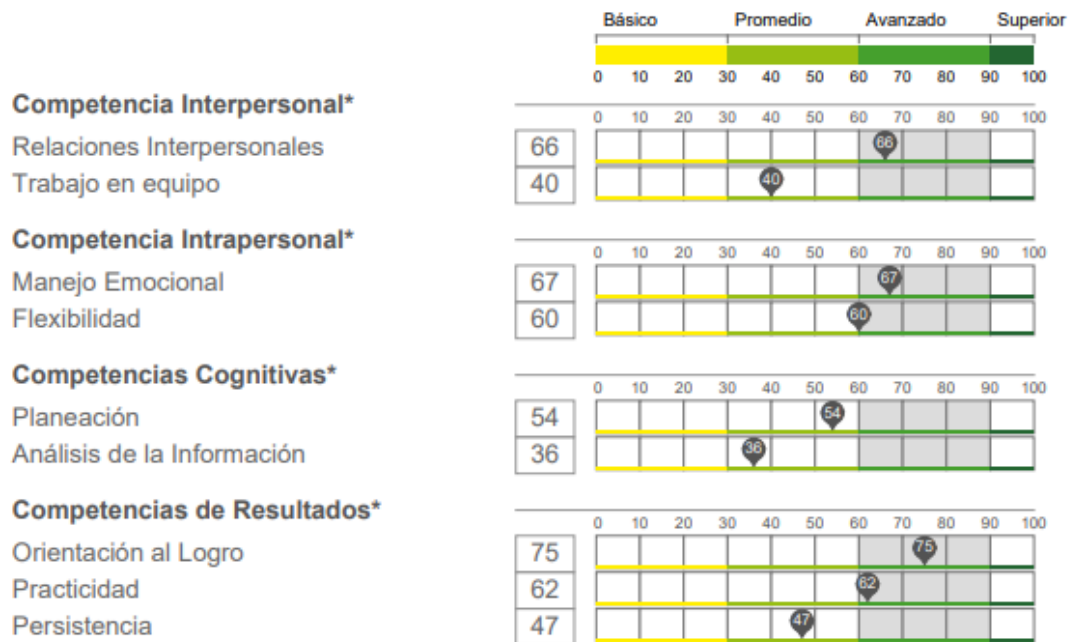 Básico Promedio Avanzado Superior
0 10 20 30 40 50 60 70 80 90 100
Competencia Interpersonal*
0 10 20 30 40 50 60 70 80 90 100
Relaciones Interpersonales 66 66
Trabajo en equipo 40 40
Competencia Intrapersonal*
0 10 20 30 40 50 60 70 80 90 100
Manejo Emocional 67 67
Flexibilidad 60 60
Competencias Cognitivas*
0 10 20 30 40 50 60 70 80 90 100
Planeación 54 54
Análisis de la Información 36 36
Competencias de Resultados*
0 10 20 30 40 50 60 70 80 90 100
Orientación al Logro 75 75
Practicidad 62 62
Persistencia 47 47